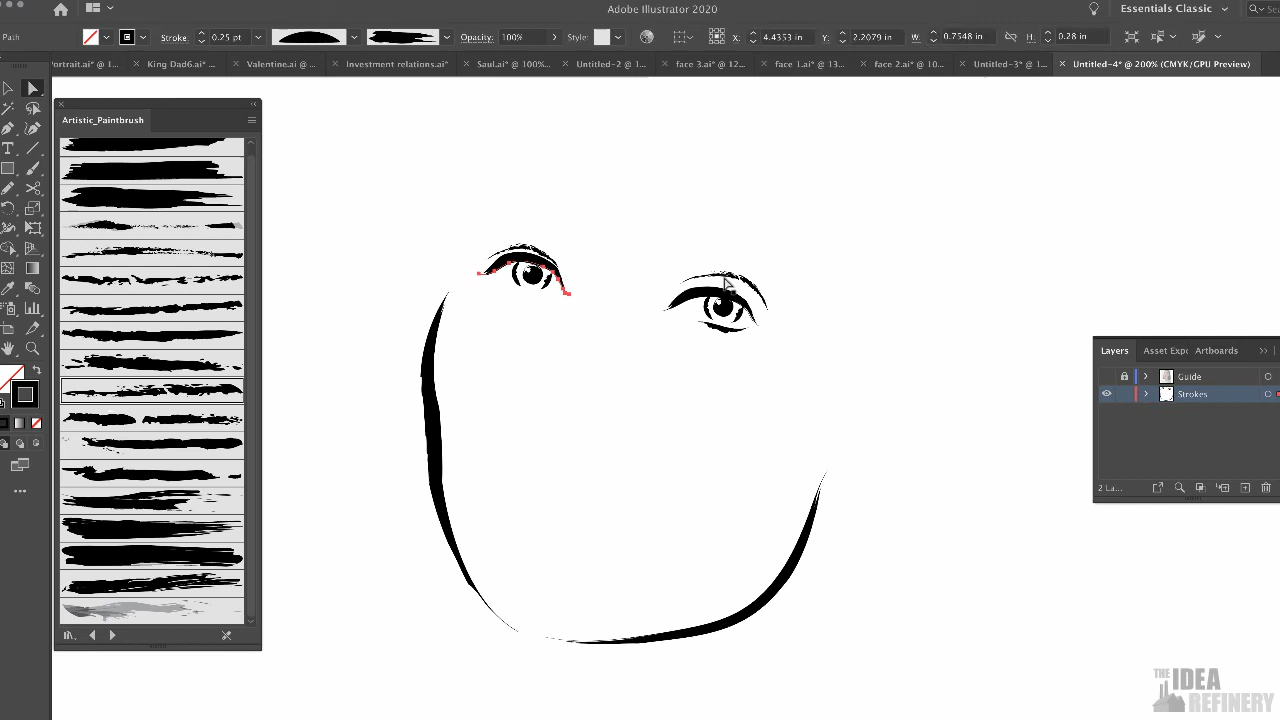 Adobe Illustrator 2020
Essentials Classic
Path
Stroke: 0.25 pt
Opacity: 100%
Style:
X: 4.4353 in
Y: 2.2079 in
W: 0.7548 in
H: 0.28 in
ortrait.ai* @ 1...
King Dad6.ai* ...
Valentine.ai @ ...
Investment relations.ai*
Saul.ai* @ 100%...
Untitled-2 @ 1...
face 3.ai* @ 12...
face 1.ai* @ 13...
face 2.ai* @ 10...
Untitled-3* @ 1...
Untitled-4* @ 200% (CMYK/GPU Preview)
Artistic_Paintbrush
Layers
Asset Expo
Artboards
Guide
Strokes
2 La...
THE IDEA
REFINERY